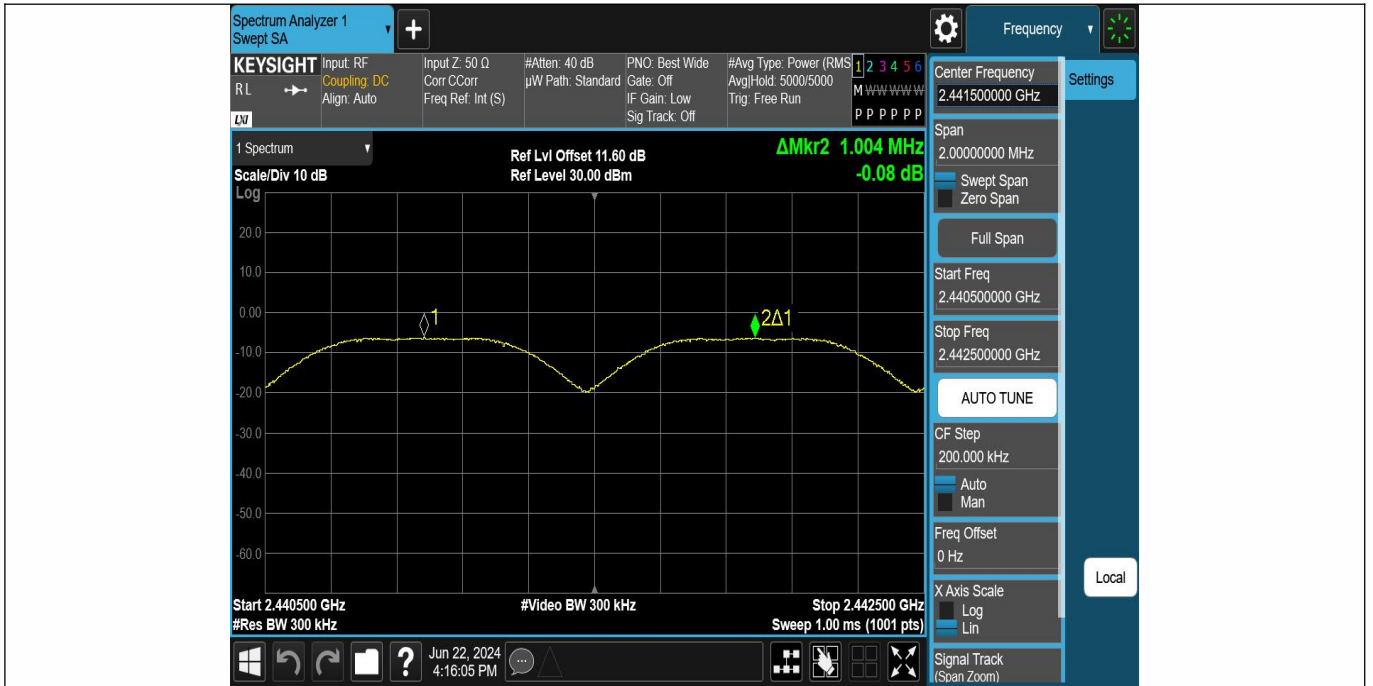 Spectrum Analyzer 1
Swept SA
+
Frequency
KEYSIGHT
R L
LXI
Input: RF
Coupling: DC
Align: Auto
Input Z: 50 Ω
Corr CCorr
Freq Ref: Int (S)
#Atten: 40 dB
µW Path: Standard
PNO: Best Wide
Gate: Off
IF Gain: Low
Sig Track: Off
#Avg Type: Power (RMS
Avg|Hold: 5000/5000
Trig: Free Run
1 2 3 4 5 6
M W W W W W
P P P P P P
1 Spectrum
Scale/Div 10 dB
Log
Ref Lvl Offset 11.60 dB
Ref Level 30.00 dBm
ΔMkr2 1.004 MHz
-0.08 dB
20.0
10.0
0.00
-10.0
-20.0
-30.0
-40.0
-50.0
-60.0
1
2Δ1
Start 2.440500 GHz
#Res BW 300 kHz
#Video BW 300 kHz
Stop 2.442500 GHz
Sweep 1.00 ms (1001 pts)
?
Jun 22, 2024
4:16:05 PM
Center Frequency
2.441500000 GHz
Settings
Span
2.00000000 MHz
Swept Span
Zero Span
Full Span
Start Freq
2.440500000 GHz
Stop Freq
2.442500000 GHz
AUTO TUNE
CF Step
200.000 kHz
Auto
Man
Freq Offset
0 Hz
X Axis Scale
Log
Lin
Local
Signal Track
(Span Zoom)